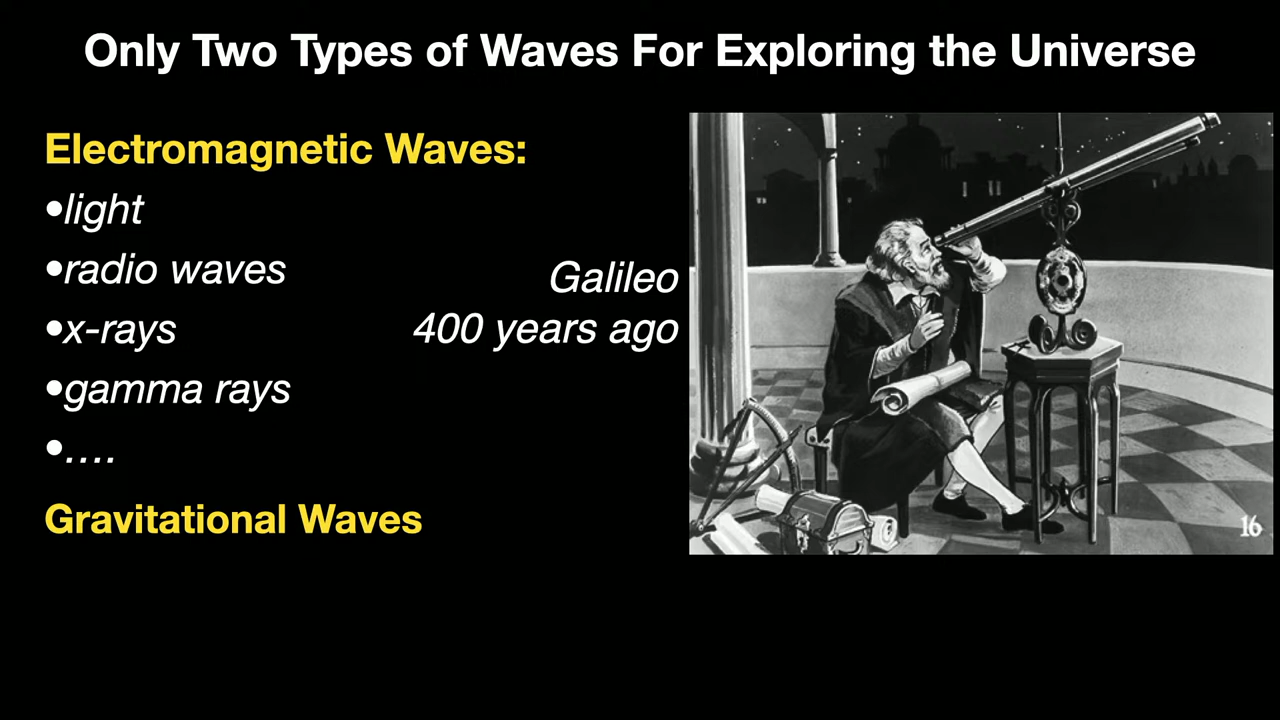 Only Two Types of Waves For Exploring the Universe
Electromagnetic Waves:
•light
•radio waves
•x-rays
•gamma rays
•....
Galileo
400 years ago
Gravitational Waves
16